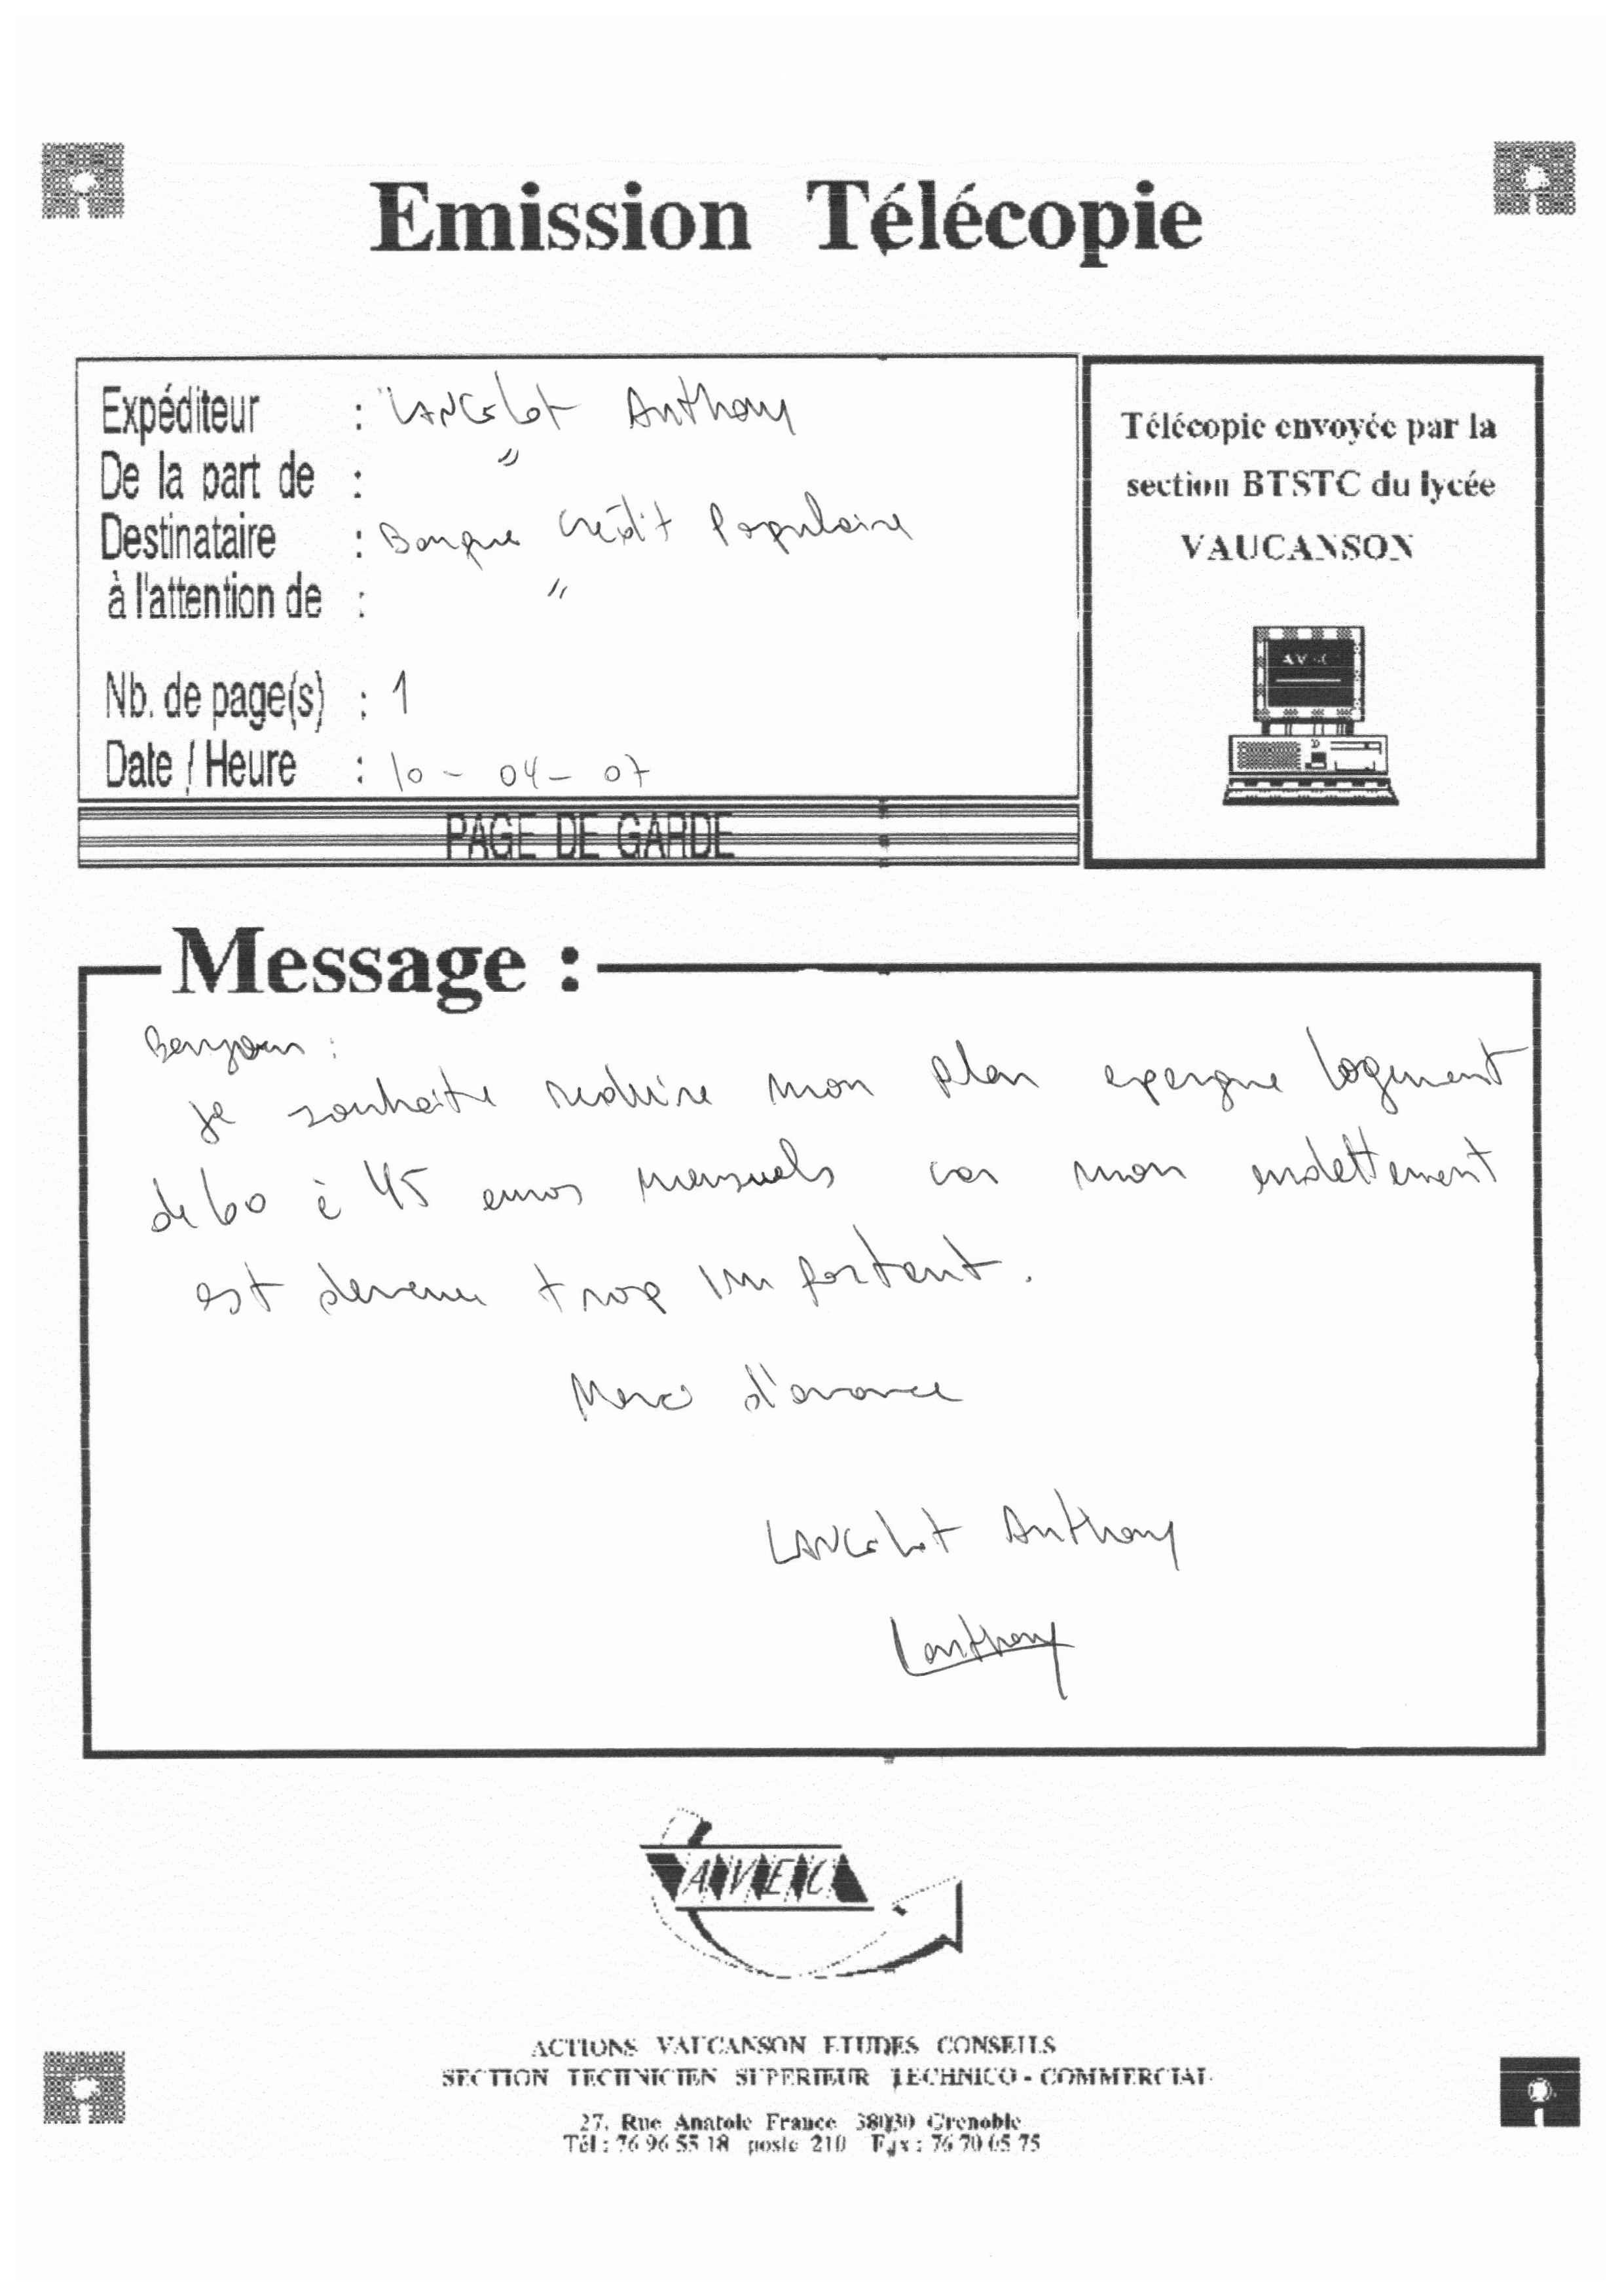 Emission Télécopie
Expéditeur : LANCelot Anthony
De la part de : "
Destinataire : Banque Crédit Populaire
à l'attention de : "
Nb. de page(s) : 1
Date / Heure : 10 - 04 - 07
PAGE DE GARDE
Télécopie envoyée par la
section BTSTC du lycée
VAUCANSON
AVEC
Message :
Bonjour :
je souhaite reduire mon plan epargne logement
de 60 à 45 euros mensuels car mon endettement
est devenu trop important.
Merci d'avance
LANCelot Anthony
Lanthony
AVEC
ACTIONS VAUCANSON ETUDES CONSEILS
SECTION TECHNICIEN SUPERIEUR TECHNICO - COMMERCIAL
27, Rue Anatole France 38030 Grenoble
Tél : 76 96 55 18 poste 210 Fax : 76 70 05 75